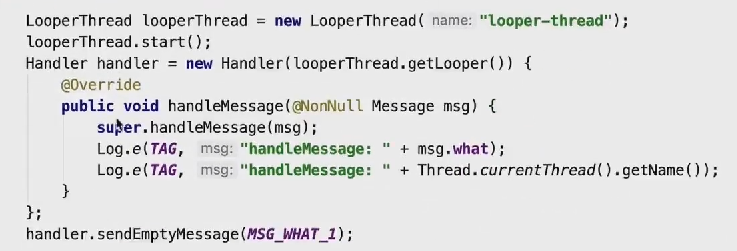 LooperThread looperThread = new LooperThread( name: "looper-thread");
looperThread.start();
Handler handler = new Handler(looperThread.getLooper()) {
@Override
public void handleMessage(@NonNull Message msg) {
super.handleMessage(msg);
Log.e(TAG, msg: "handleMessage: " + msg.what);
Log.e(TAG, msg: "handleMessage: " + Thread.currentThread().getName());
}
};
handler.sendEmptyMessage(MSG_WHAT_1);